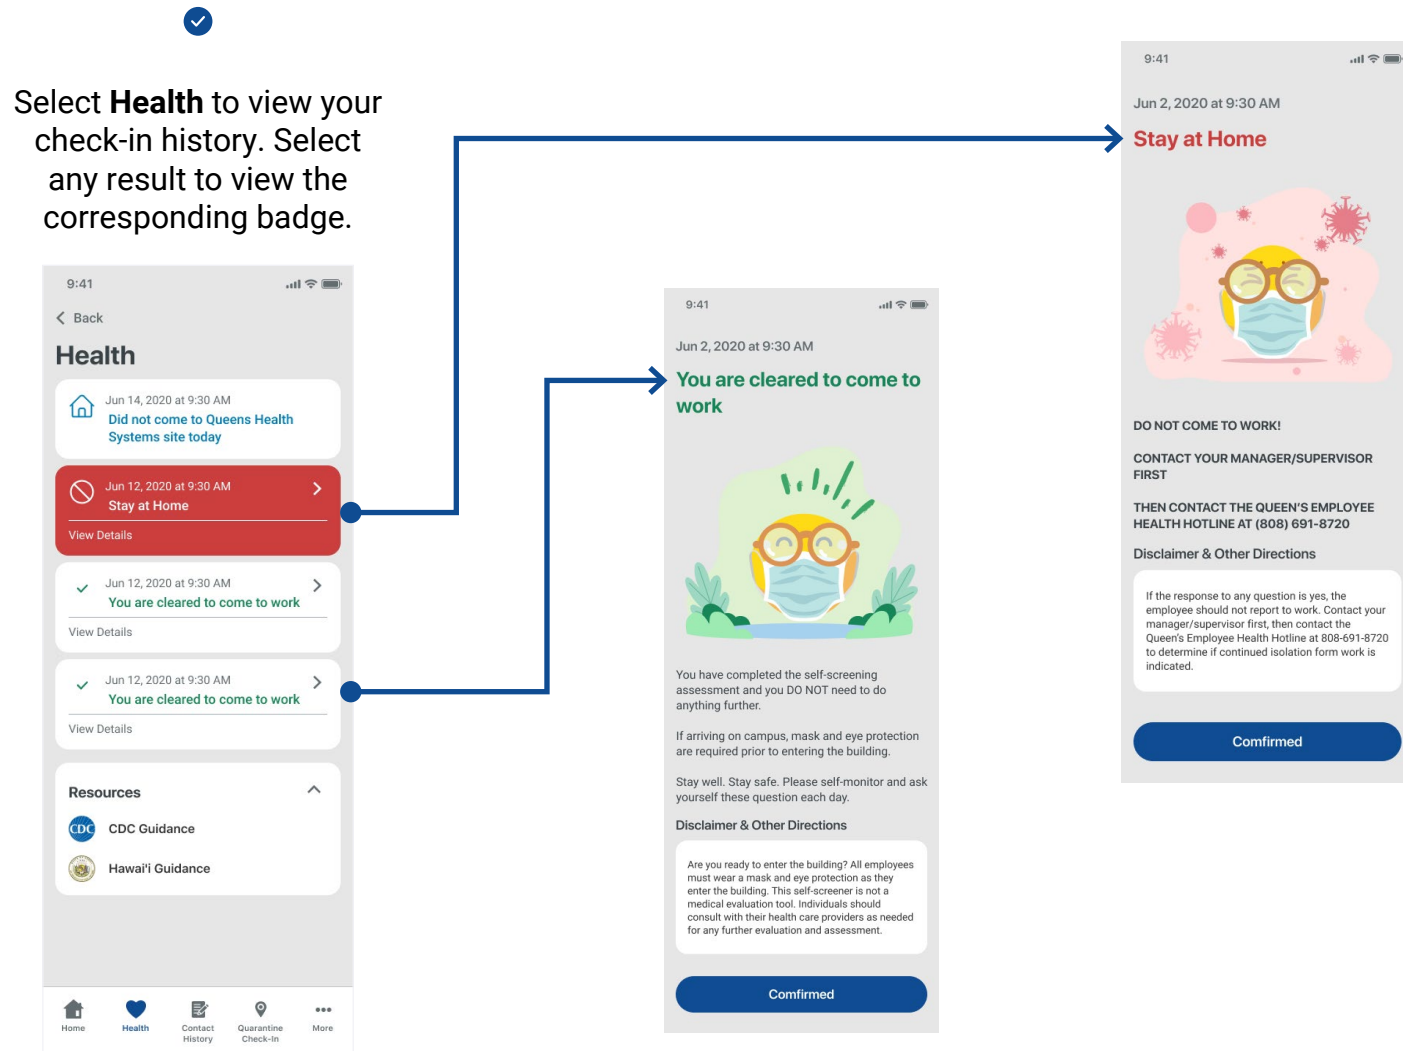 Select Health to view your
check-in history. Select
any result to view the
corresponding badge.
9:41
Back
Health
Jun 14, 2020 at 9:30 AM
Did not come to Queens Health
Systems site today
Jun 12, 2020 at 9:30 AM
Stay at Home
View Details
Jun 12, 2020 at 9:30 AM
You are cleared to come to work
View Details
Jun 12, 2020 at 9:30 AM
You are cleared to come to work
View Details
Resources
CDC
CDC Guidance
Hawai'i Guidance
Home
Health
Contact
History
Quarantine
Check-In
More
9:41
Jun 2, 2020 at 9:30 AM
You are cleared to come to
work
You have completed the self-screening
assessment and you DO NOT need to do
anything further.
If arriving on campus, mask and eye protection
are required prior to entering the building.
Stay well. Stay safe. Please self-monitor and ask
yourself these question each day.
Disclaimer & Other Directions
Are you ready to enter the building? All employees
must wear a mask and eye protection as they
enter the building. This self-screener is not a
medical evaluation tool. Individuals should
consult with their health care providers as needed
for any further evaluation and assessment.
Comfirmed
9:41
Jun 2, 2020 at 9:30 AM
Stay at Home
DO NOT COME TO WORK!
CONTACT YOUR MANAGER/SUPERVISOR
FIRST
THEN CONTACT THE QUEEN'S EMPLOYEE
HEALTH HOTLINE AT (808) 691-8720
Disclaimer & Other Directions
If the response to any question is yes, the
employee should not report to work. Contact your
manager/supervisor first, then contact the
Queen's Employee Health Hotline at 808-691-8720
to determine if continued isolation form work is
indicated.
Comfirmed